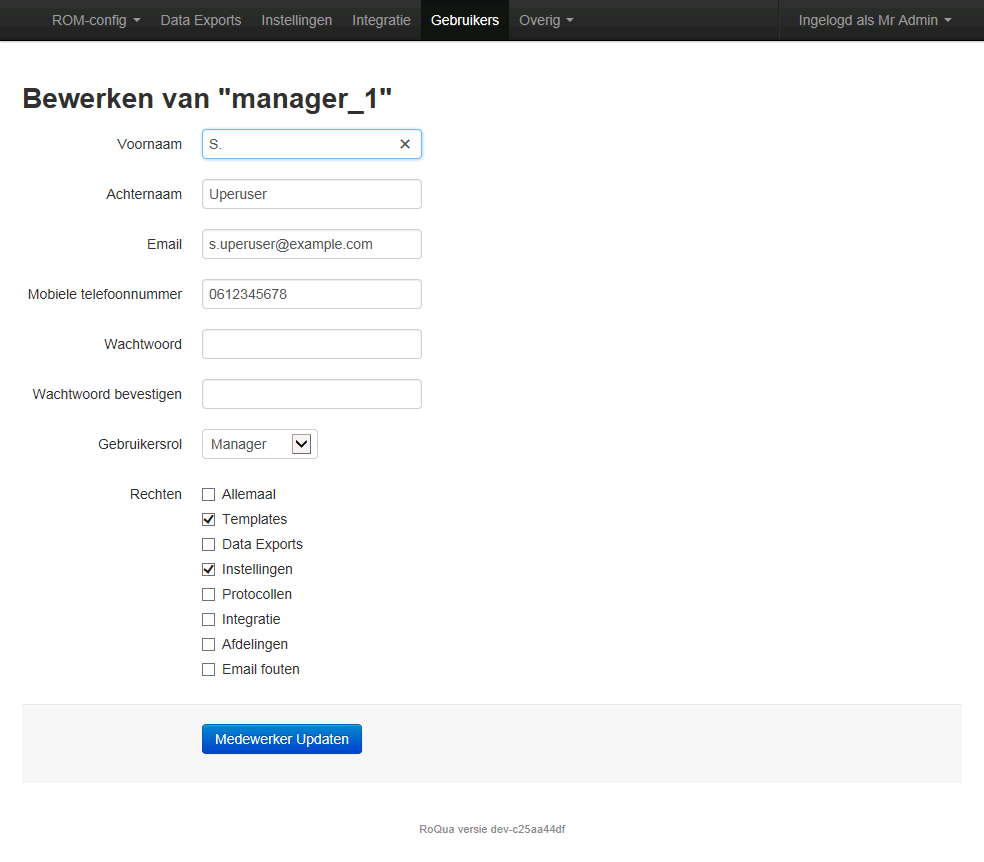 ROM-config Data Exports Instellingen Integratie Gebruikers Overig Ingelogd als Mr Admin
Bewerken van "manager_1"
Voornaam S.
Achternaam Uperuser
Email s.uperuser@example.com
Mobiele telefoonnummer 0612345678
Wachtwoord
Wachtwoord bevestigen
Gebruikersrol Manager
Rechten Allemaal
Templates
Data Exports
Instellingen
Protocollen
Integratie
Afdelingen
Email fouten
Medewerker Updaten
RoQua versie dev-c25aa44df